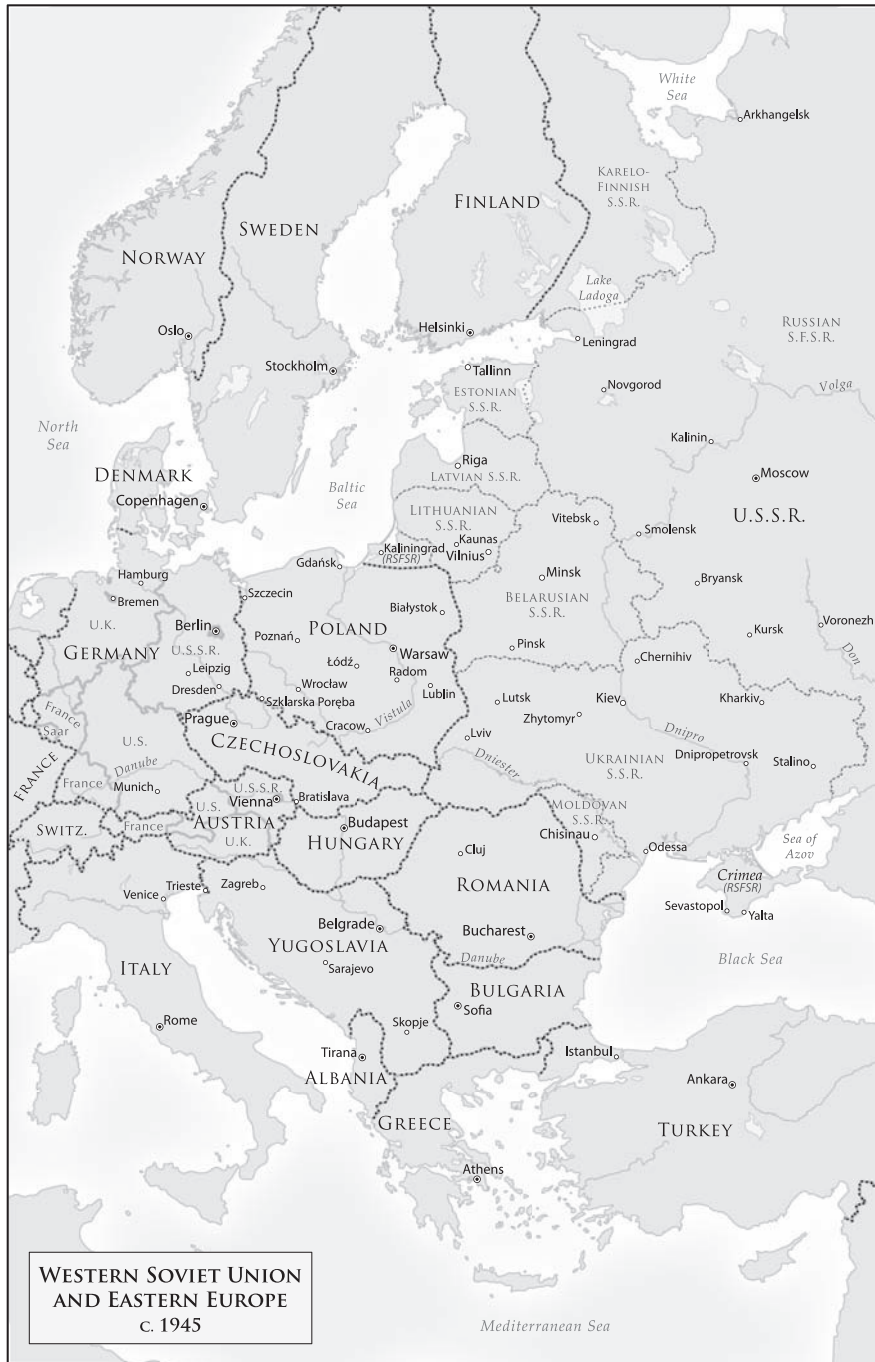 White
Sea
Arkhangelsk
KARELO-
FINNISH
S.S.R.
FINLAND
SWEDEN
NORWAY
Lake
Ladoga
RUSSIAN
S.F.S.R.
Oslo
Helsinki
Leningrad
Stockholm
Tallinn
ESTONIAN
S.S.R.
Novgorod
Volga
North
Sea
Kalinin
Riga
LATVIAN S.S.R.
Moscow
DENMARK
Copenhagen
Baltic
Sea
LITHUANIAN
S.S.R.
Vitebsk
U.S.S.R.
Smolensk
Kaunas
Kaliningrad
(RSFSR)
Vilnius
Gdańsk
Hamburg
Minsk
Bryansk
Szczecin
Bremen
BELARUSIAN
S.S.R.
Białystok
U.K.
Berlin
POLAND
Poznań
Voronezh
Kursk
GERMANY
U.S.S.R.
Warsaw
Pinsk
Chernihiv
Don
Leipzig
Łódź
Radom
Dresden
Wrocław
Lublin
Szklarska Poręba
Lutsk
Kiev
Kharkiv
France
Saar
Prague
Cracow
Vistula
Zhytomyr
Dnipro
Lviv
U.S.
CZECHOSLOVAKIA
Dniester
UKRAINIAN
S.S.R.
Dnipropetrovsk
Stalino
FRANCE
France
Danube
Munich
U.S.S.R.
Vienna
Bratislava
U.S.
AUSTRIA
U.K.
MOLDOVAN
S.S.R.
SWITZ.
France
Budapest
HUNGARY
Chisinau
Sea of
Azov
Cluj
Odessa
Crimea
(RSFSR)
Venice
Trieste
Zagreb
ROMANIA
Sevastopol
Yalta
Belgrade
Bucharest
YUGOSLAVIA
Danube
Black Sea
Sarajevo
ITALY
BULGARIA
Sofia
Rome
Skopje
Tirana
Istanbul
ALBANIA
Ankara
GREECE
TURKEY
Athens
WESTERN SOVIET UNION
AND EASTERN EUROPE
C. 1945
Mediterranean Sea